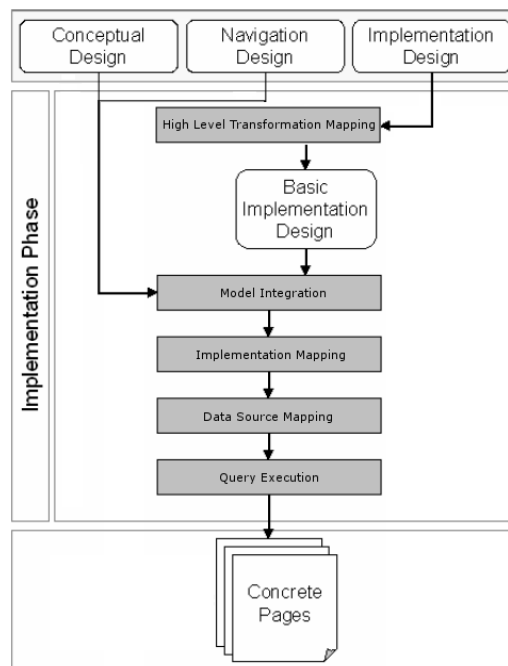 Conceptual
Design
Navigation
Design
Implementation
Design
Implementation Phase
High Level Transformation Mapping
Basic
Implementation
Design
Model Integration
Implementation Mapping
Data Source Mapping
Query Execution
Concrete
Pages